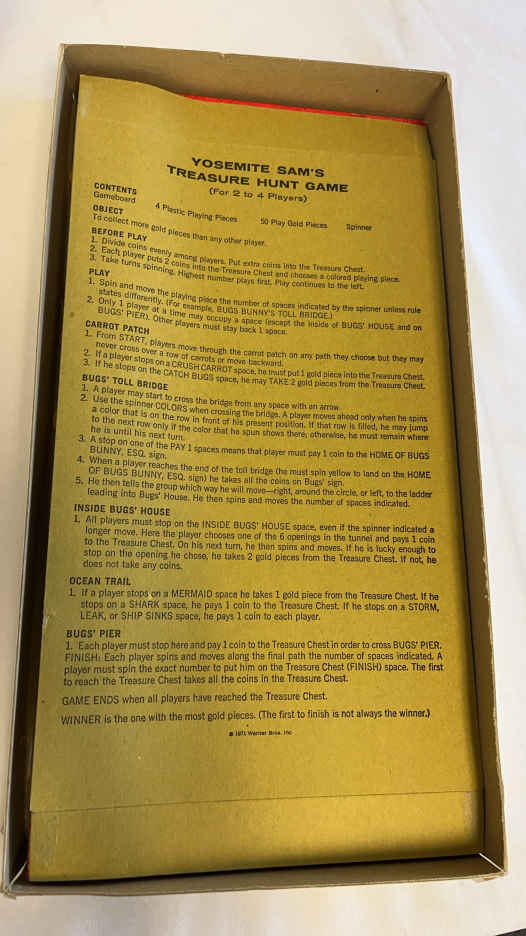 YOSEMITE SAM'S
TREASURE HUNT GAME
(For 2 to 4 Players)
CONTENTS
Gameboard 4 Plastic Playing Pieces 50 Play Gold Pieces Spinner
OBJECT
To collect more gold pieces than any other player.
BEFORE PLAY
1. Divide coins evenly among players. Put extra coins into the Treasure Chest.
2. Each player puts 2 coins into the Treasure Chest and chooses a colored playing piece.
3. Take turns spinning. Highest number plays first. Play continues to the left.
PLAY
1. Spin and move the playing piece the number of spaces indicated by the spinner unless rule
states differently. (For example, BUGS BUNNY'S TOLL BRIDGE.)
2. Only 1 player at a time may occupy a space (except the inside of BUGS' HOUSE and on
BUGS' PIER). Other players must stay back 1 space.
CARROT PATCH
1. From START, players move through the carrot patch on any path they choose but they may
never cross over a row of carrots or move backward.
2. If a player stops on a CRUSH CARROT space, he must put 1 gold piece into the Treasure Chest.
3. If he stops on the CATCH BUGS space, he may TAKE 2 gold pieces from the Treasure Chest.
BUGS' TOLL BRIDGE
1. A player may start to cross the bridge from any space with an arrow.
2. Use the spinner COLORS when crossing the bridge. A player moves ahead only when he spins
a color that is on the row in front of his present position. If that row is filled, he may jump
to the next row only if the color that he spun shows there; otherwise, he must remain where
he is until his next turn.
3. A stop on one of the PAY 1 spaces means that player must pay 1 coin to the HOME OF BUGS
BUNNY, ESQ. sign.
4. When a player reaches the end of the toll bridge (he must spin yellow to land on the HOME
OF BUGS BUNNY, ESQ. sign) he takes all the coins on Bugs' sign.
5. He then tells the group which way he will move—right, around the circle, or left, to the ladder
leading into Bugs' House. He then spins and moves the number of spaces indicated.
INSIDE BUGS' HOUSE
1. All players must stop on the INSIDE BUGS' HOUSE space, even if the spinner indicated a
longer move. Here the player chooses one of the 6 openings in the tunnel and pays 1 coin
to the Treasure Chest. On his next turn, he then spins and moves. If he is lucky enough to
stop on the opening he chose, he takes 2 gold pieces from the Treasure Chest. If not, he
does not take any coins.
OCEAN TRAIL
1. If a player stops on a MERMAID space he takes 1 gold piece from the Treasure Chest. If he
stops on a SHARK space, he pays 1 coin to the Treasure Chest. If he stops on a STORM,
LEAK, or SHIP SINKS space, he pays 1 coin to each player.
BUGS' PIER
1. Each player must stop here and pay 1 coin to the Treasure Chest in order to cross BUGS' PIER.
FINISH: Each player spins and moves along the final path the number of spaces indicated. A
player must spin the exact number to put him on the Treasure Chest (FINISH) space. The first
to reach the Treasure Chest takes all the coins in the Treasure Chest.
GAME ENDS when all players have reached the Treasure Chest.
WINNER is the one with the most gold pieces. (The first to finish is not always the winner.)
© 1971 Warner Bros. Inc